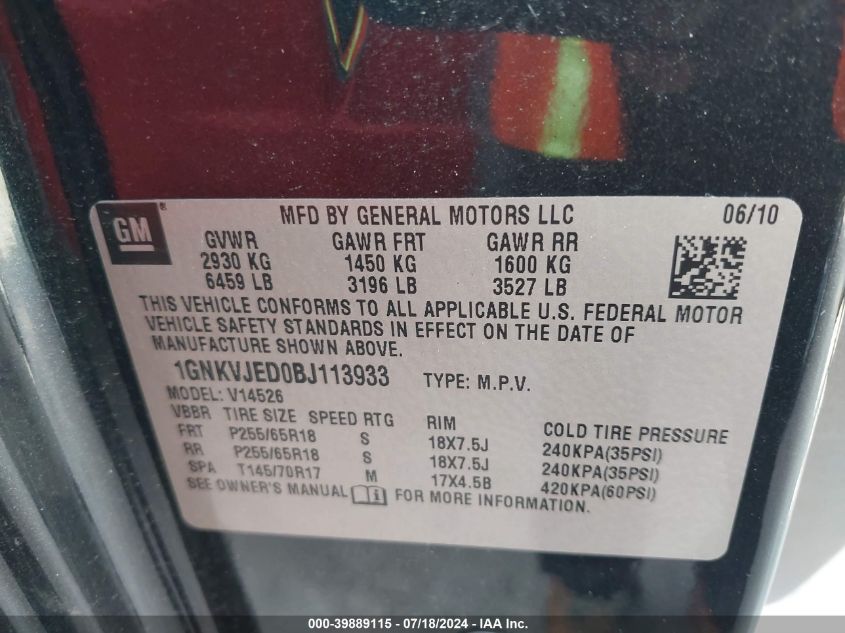 GM®
MFD BY GENERAL MOTORS LLC 06/10
GVWR GAWR FRT GAWR RR
2930 KG 1450 KG 1600 KG
6459 LB 3196 LB 3527 LB
THIS VEHICLE CONFORMS TO ALL APPLICABLE U.S. FEDERAL MOTOR
VEHICLE SAFETY STANDARDS IN EFFECT ON THE DATE OF
MANUFACTURE SHOWN ABOVE.
1GNKVJED0BJ113933 TYPE: M.P.V.
MODEL: V14526
VBBR TIRE SIZE SPEED RTG RIM COLD TIRE PRESSURE
FRT P255/65R18 S 18X7.5J 240KPA(35PSI)
RR P255/65R18 S 18X7.5J 240KPA(35PSI)
SPA T145/70R17 M 17X4.5B 420KPA(60PSI)
SEE OWNER'S MANUAL FOR MORE INFORMATION.
000-39889115 - 07/18/2024 - IAA Inc.